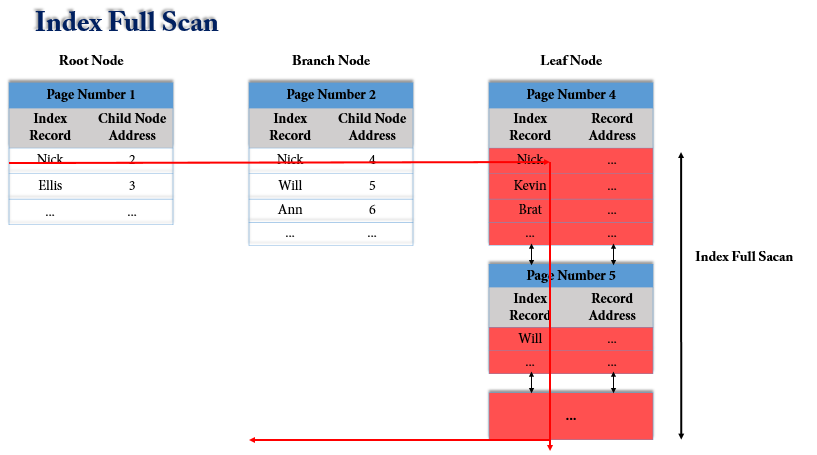 Index Full Scan
Root Node
Page Number 1
Index Record Child Node Address
Nick 2
Ellis 3
... ...
Branch Node
Page Number 2
Index Record Child Node Address
Nick 4
Will 5
Ann 6
... ...
Leaf Node
Page Number 4
Index Record Record Address
Nick ...
Kevin ...
Brat ...
... ...
Page Number 5
Index Record Record Address
Will ...
... ...
...
Index Full Sacan